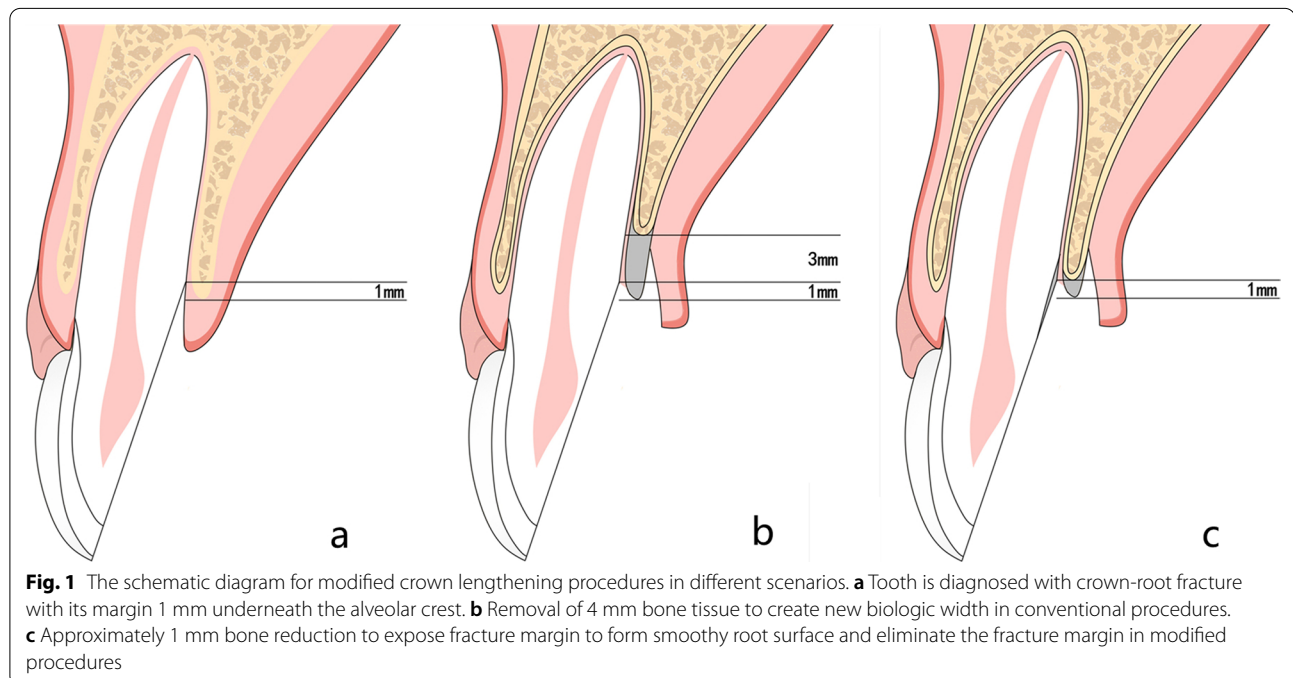 1mm
3mm
1mm
1mm
a
b
c
Fig. 1 The schematic diagram for modified crown lengthening procedures in different scenarios. a Tooth is diagnosed with crown-root fracture
with its margin 1 mm underneath the alveolar crest. b Removal of 4 mm bone tissue to create new biologic width in conventional procedures.
c Approximately 1 mm bone reduction to expose fracture margin to form smoothy root surface and eliminate the fracture margin in modified
procedures